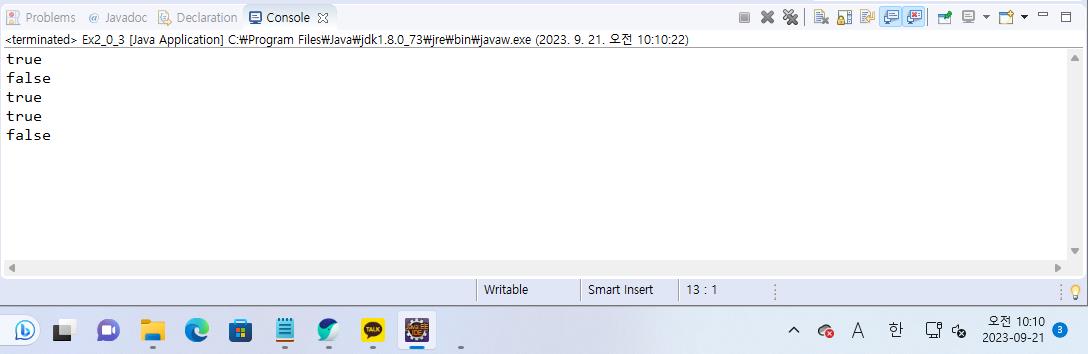 Problems @ Javadoc Declaration Console
<terminated> Ex2_0_3 [Java Application] C:₩Program Files₩Java₩jdk1.8.0_73₩jre₩bin₩javaw.exe (2023. 9. 21. 오전 10:10:22)
true
false
true
true
false
Writable Smart Insert 13 : 1
TALK A 한 오전 10:10 3
2023-09-21